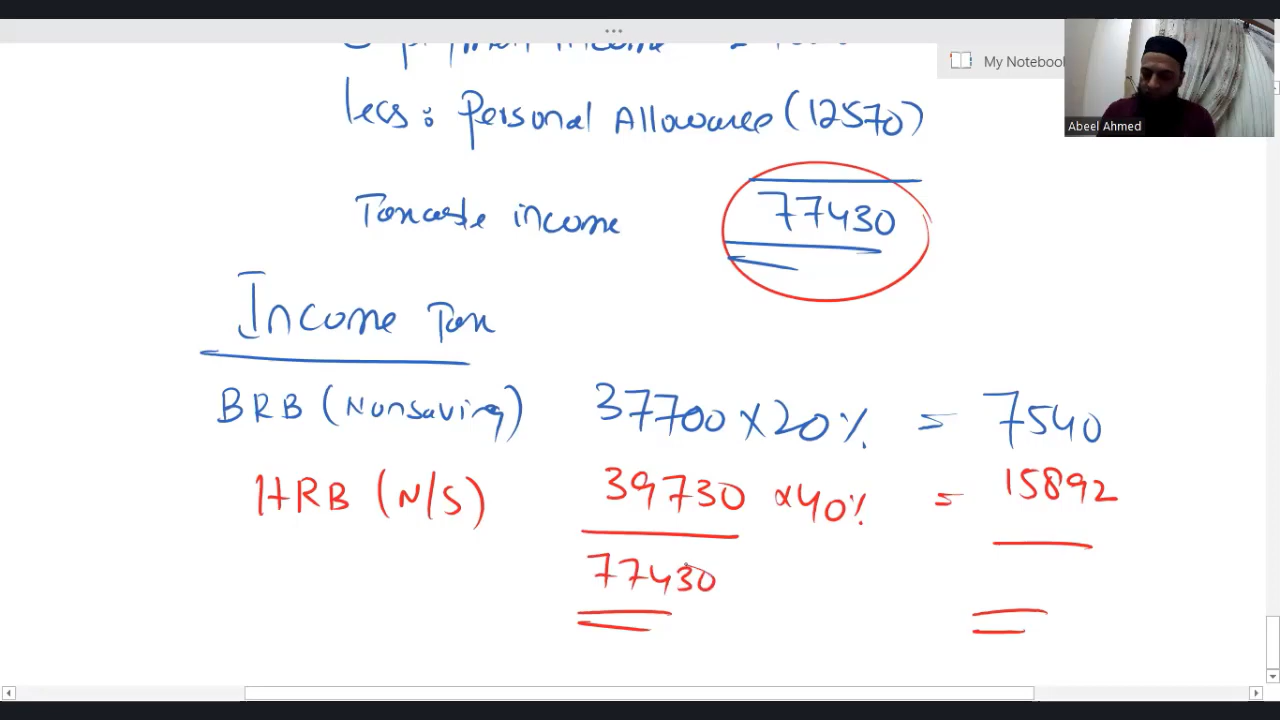 income =
My Notebook
Abeel Ahmed
less: Personal Allowance (12570)
Taxable income 77430
Income Tax
BRB (Nonsaving) 37700 x 20% = 7540
HRB (N/S) 39730 x 40% = 15892
77430